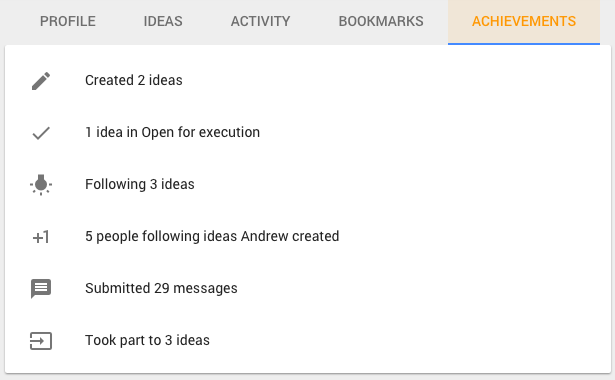 PROFILE IDEAS ACTIVITY BOOKMARKS ACHIEVEMENTS
Created 2 ideas
1 idea in Open for execution
Following 3 ideas
+1 5 people following ideas Andrew created
Submitted 29 messages
Took part to 3 ideas